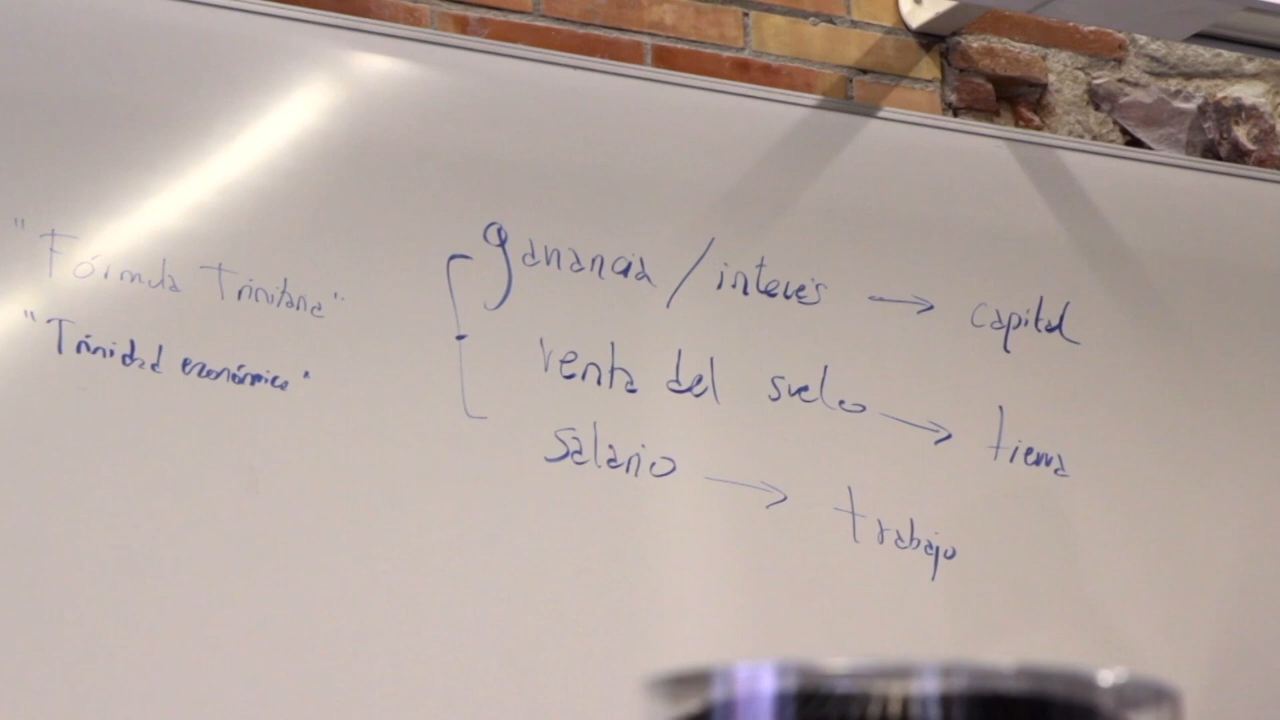 "Fórmula Trinitaria"
"Trinidad económica"
ganancia / interés → capital
renta del suelo → tierra
salario → trabajo